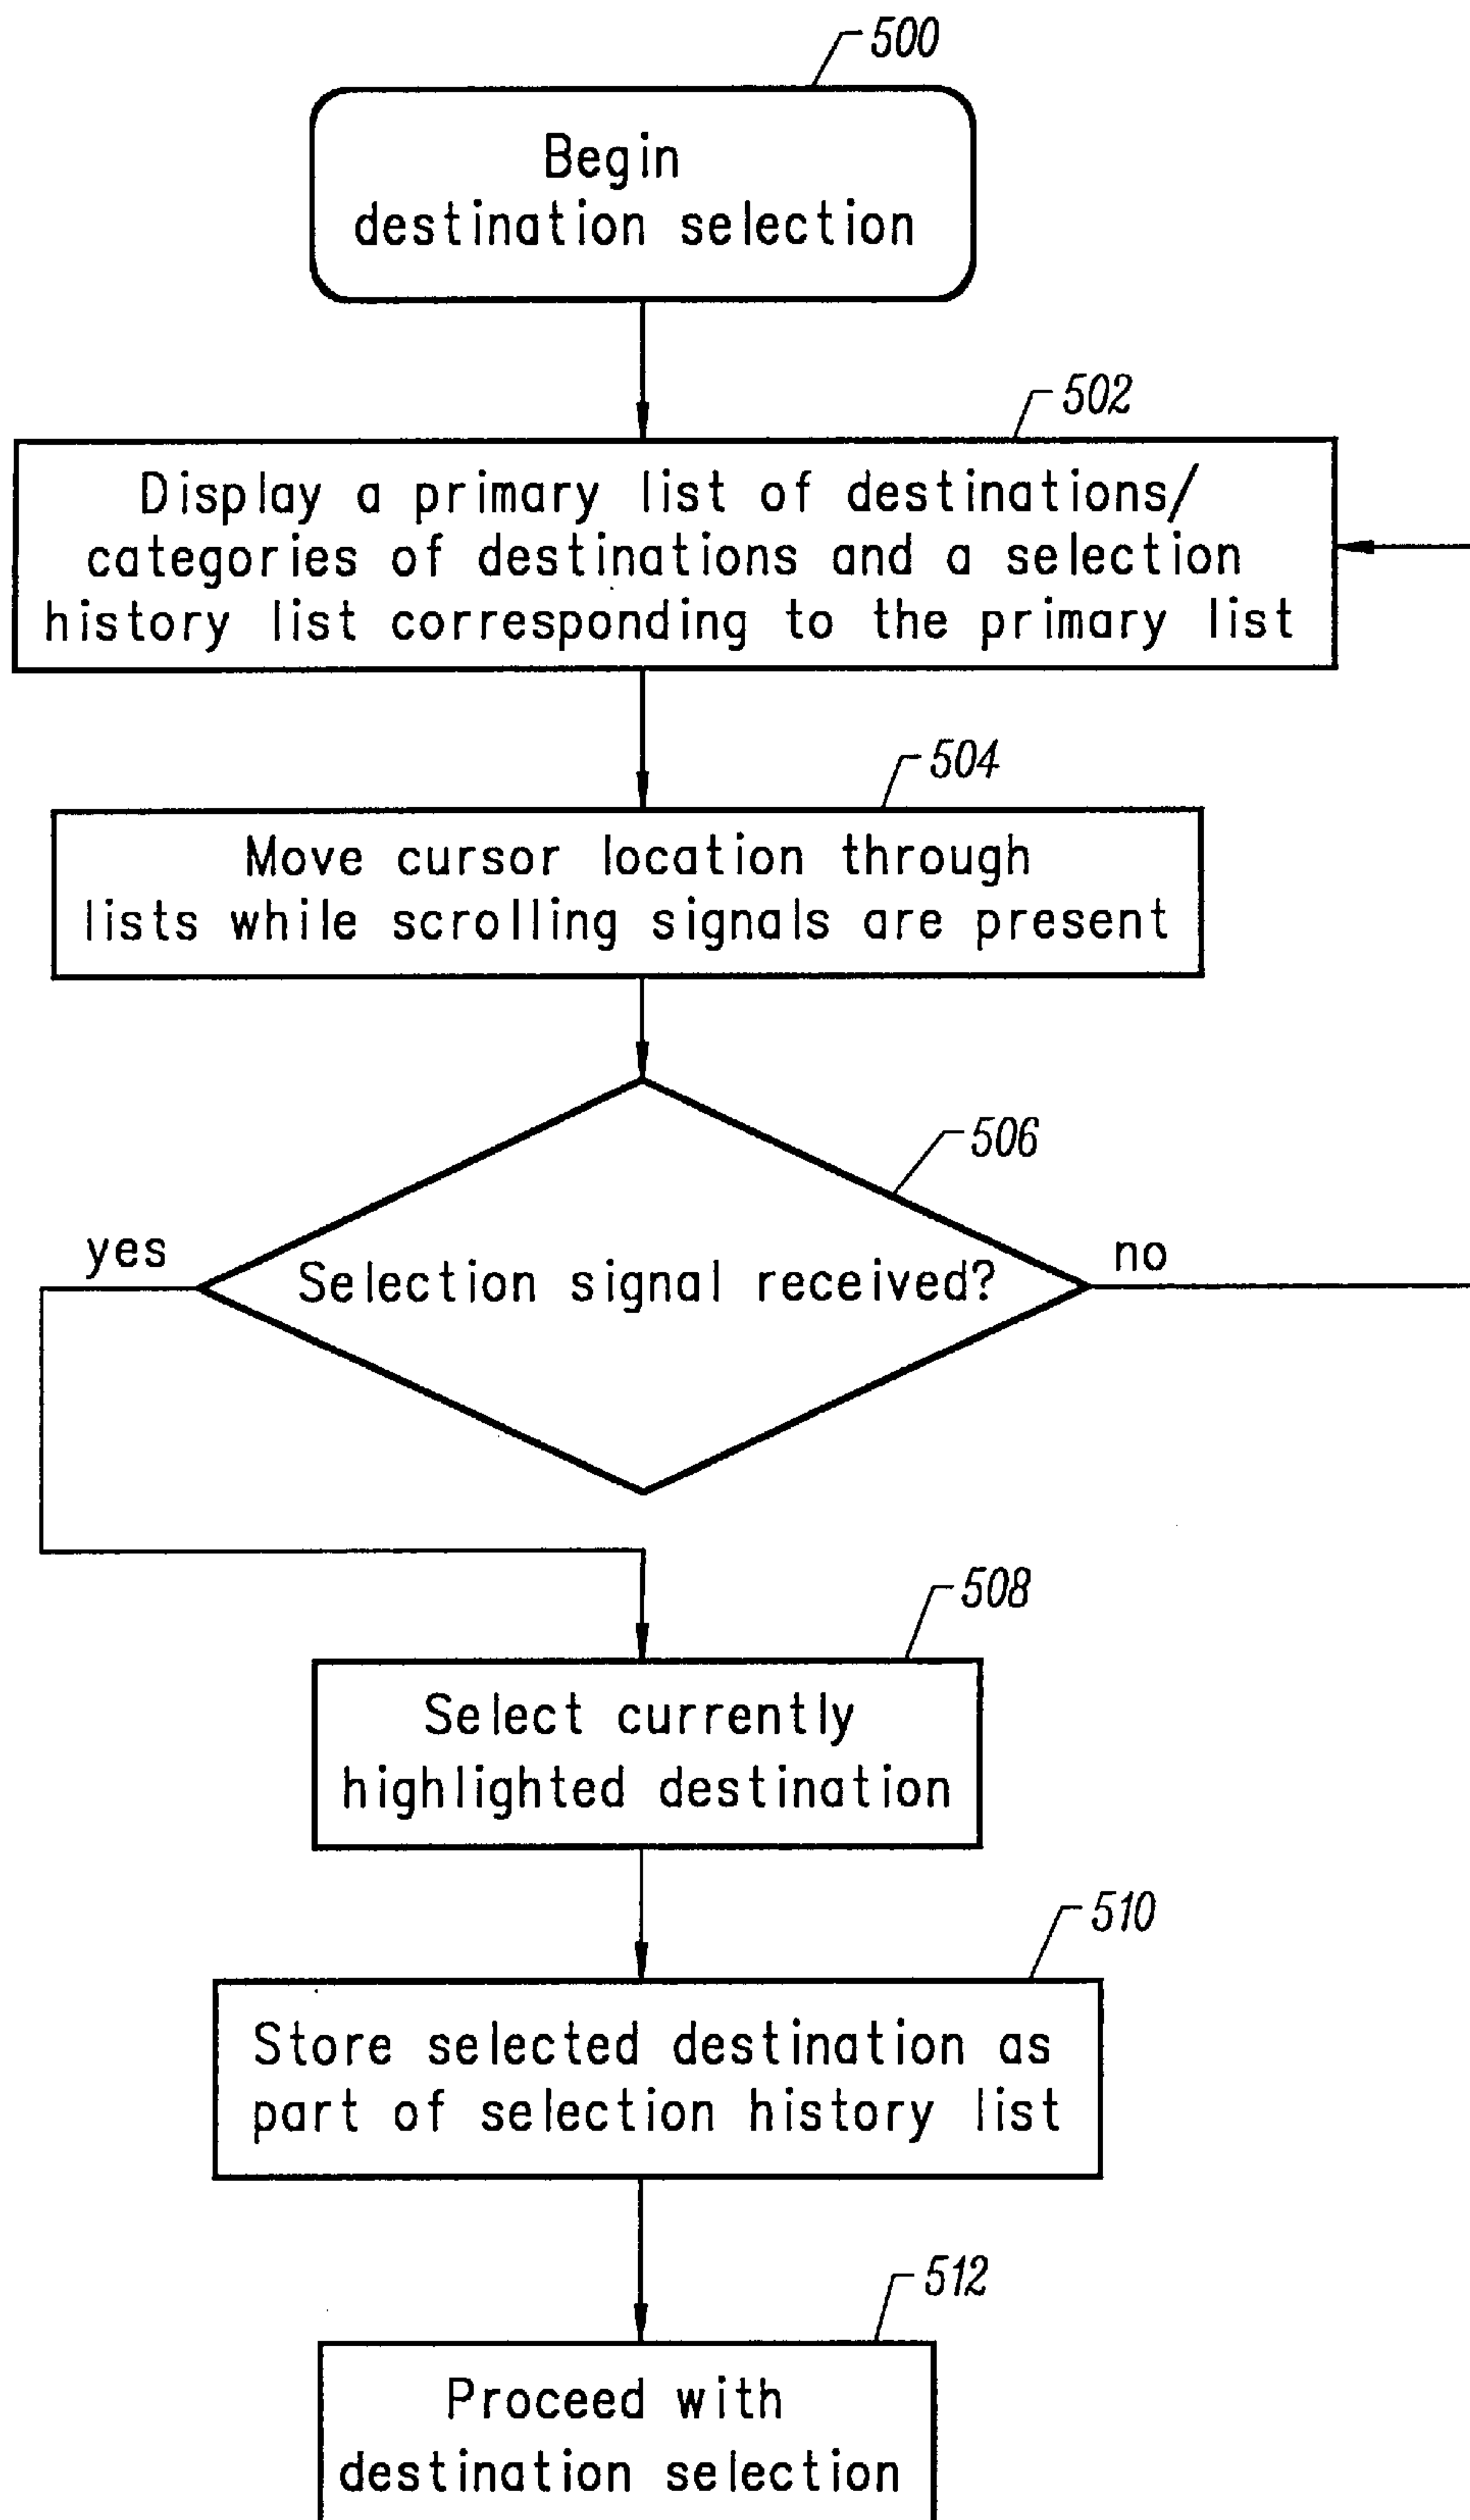 500
Begin
destination selection
502
Display a primary list of destinations/
categories of destinations and a selection
history list corresponding to the primary list
504
Move cursor location through
lists while scrolling signals are present
506
yes
Selection signal received?
no
508
Select currently
highlighted destination
510
Store selected destination as
part of selection history list
512
Proceed with
destination selection